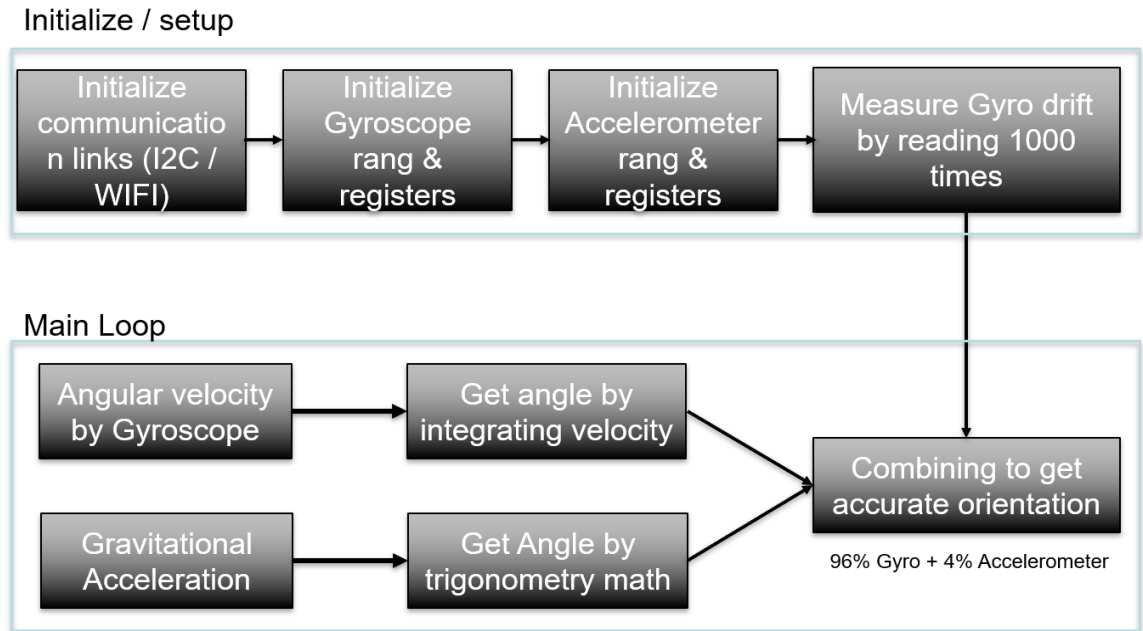 Initialize / setup
Initialize
communicatio
n links (I2C /
WIFI)
Initialize
Gyroscope
rang &
registers
Initialize
Accelerometer
rang &
registers
Measure Gyro drift
by reading 1000
times
Main Loop
Angular velocity
by Gyroscope
Get angle by
integrating velocity
Gravitational
Acceleration
Get Angle by
trigonometry math
Combining to get
accurate orientation
96% Gyro + 4% Accelerometer